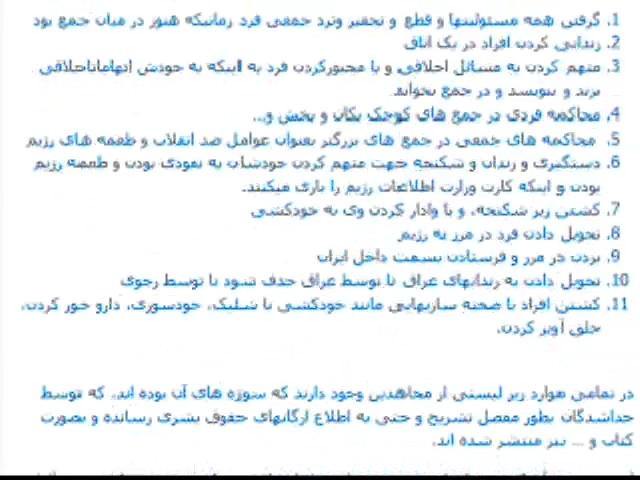 1. گرفتن همه مسئولیتها و قطع و تحقیر وترد جمعی فرد زمانیکه هنوز در میان جمع بود
2. زندانی کردن افراد در یک اتاق
3. متهم کردن به مسائل اخلاقی و یا مجبورکردن فرد به اینکه به خودش اتهاماتاخلاقی
بزند و بنویسد و در جمع بخواند.
4. محاکمه فردی در جمع های کوچک یکان و بخش و...
5. محاکمه های جمعی در جمع های بزرگتر بعنوان عوامل ضد انقلاب و طعمه های رژیم
6. دستگیری و زندان و شکنجه جهت متهم کردن خودشان به نفوذی بودن و طعمه رژیم
بودن و اینکه کارت وزارت اطلاعات رژیم را بازی میکنند.
7. کشتن زیر شکنجه، و یا وادار کردن وی به خودکشی
8. تحویل دادن فرد در مرز به رژیم
9. بردن در مرز و فرستادن بسمت داخل ایران
10. تحویل دادن به زندانهای عراق تا توسط عراق حذف شود یا توسط رجوی
11. کشتن افراد با صحنه سازیهایی مانند خودکشی با شلیک، خودسوزی، دارو خور کردن،
حلق آویز کردن.
در تمامی موارد زیر لیستی از مجاهدین وجود دارند که سوژه های آن بوده اند، که توسط
جداشدگان بطور مفصل تشریح و حتی به اطلاع ارگانهای حقوق بشری رسانده و بصورت
کتاب و ... نیز منتشر شده اند.